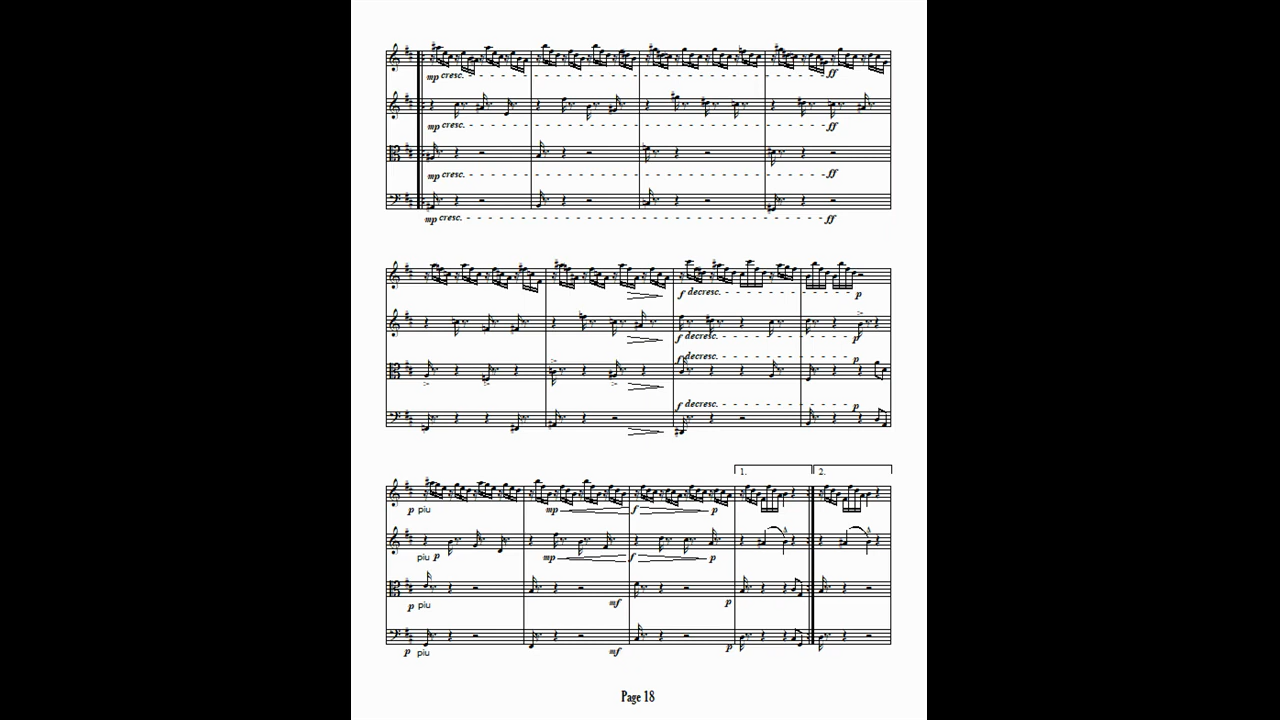 mp cresc. ff
mp cresc. ff
mp cresc. ff
mp cresc. ff
f decresc. p
f decresc. p
f decresc. p
f decresc. p
1. 2.
p piu mp f p
piu p mp f p
p piu mf p
p piu mf p
Page 18